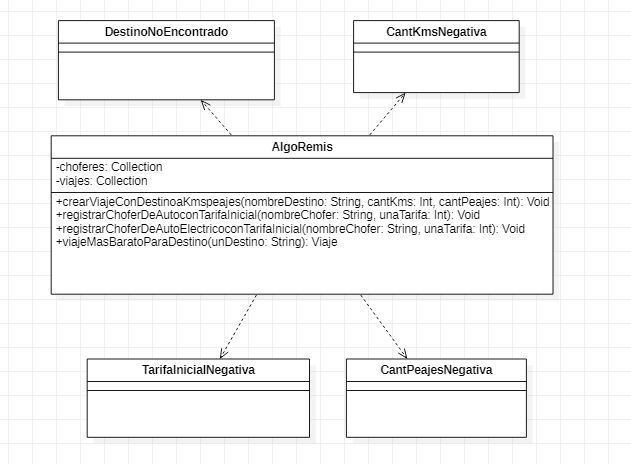 DestinoNoEncontrado
CantKmsNegativa
AlgoRemis
-choferes: Collection
-viajes: Collection
+crearViajeConDestinoaKmspeajes(nombreDestino: String, cantKms: Int, cantPeajes: Int): Void
+registrarChoferDeAutoconTarifaInicial(nombreChofer: String, unaTarifa: Int): Void
+registrarChoferDeAutoElectricoconTarifaInicial(nombreChofer: String, unaTarifa: Int): Void
+viajeMasBaratoParaDestino(unDestino: String): Viaje
TarifaInicialNegativa
CantPeajesNegativa